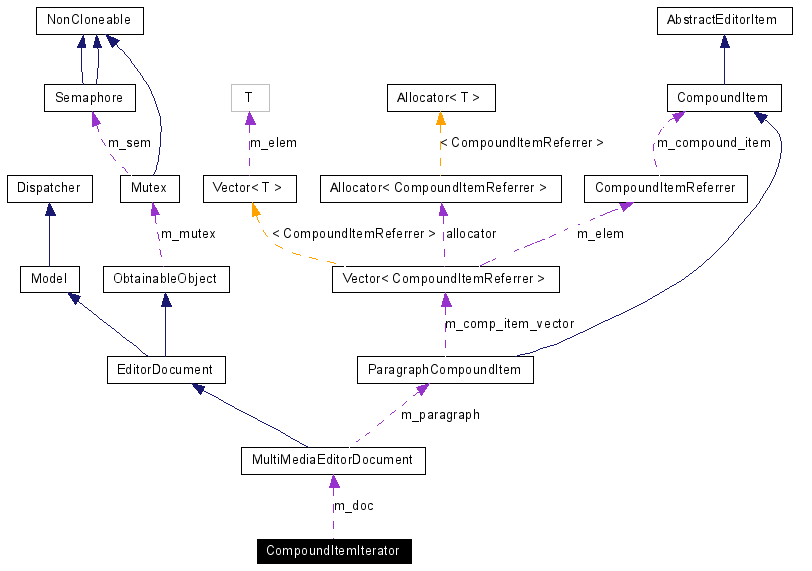 NonCloneable
AbstractEditorItem
Semaphore
T
Allocator< T >
CompoundItem
m_sem
m_elem
< CompoundItemReferrer >
m_compound_item
Dispatcher
Mutex
Vector< T >
Allocator< CompoundItemReferrer >
CompoundItemReferrer
m_mutex
< CompoundItemReferrer >
allocator
m_elem
Model
ObtainableObject
Vector< CompoundItemReferrer >
m_comp_item_vector
EditorDocument
ParagraphCompoundItem
m_paragraph
MultiMediaEditorDocument
m_doc
CompoundItemIterator